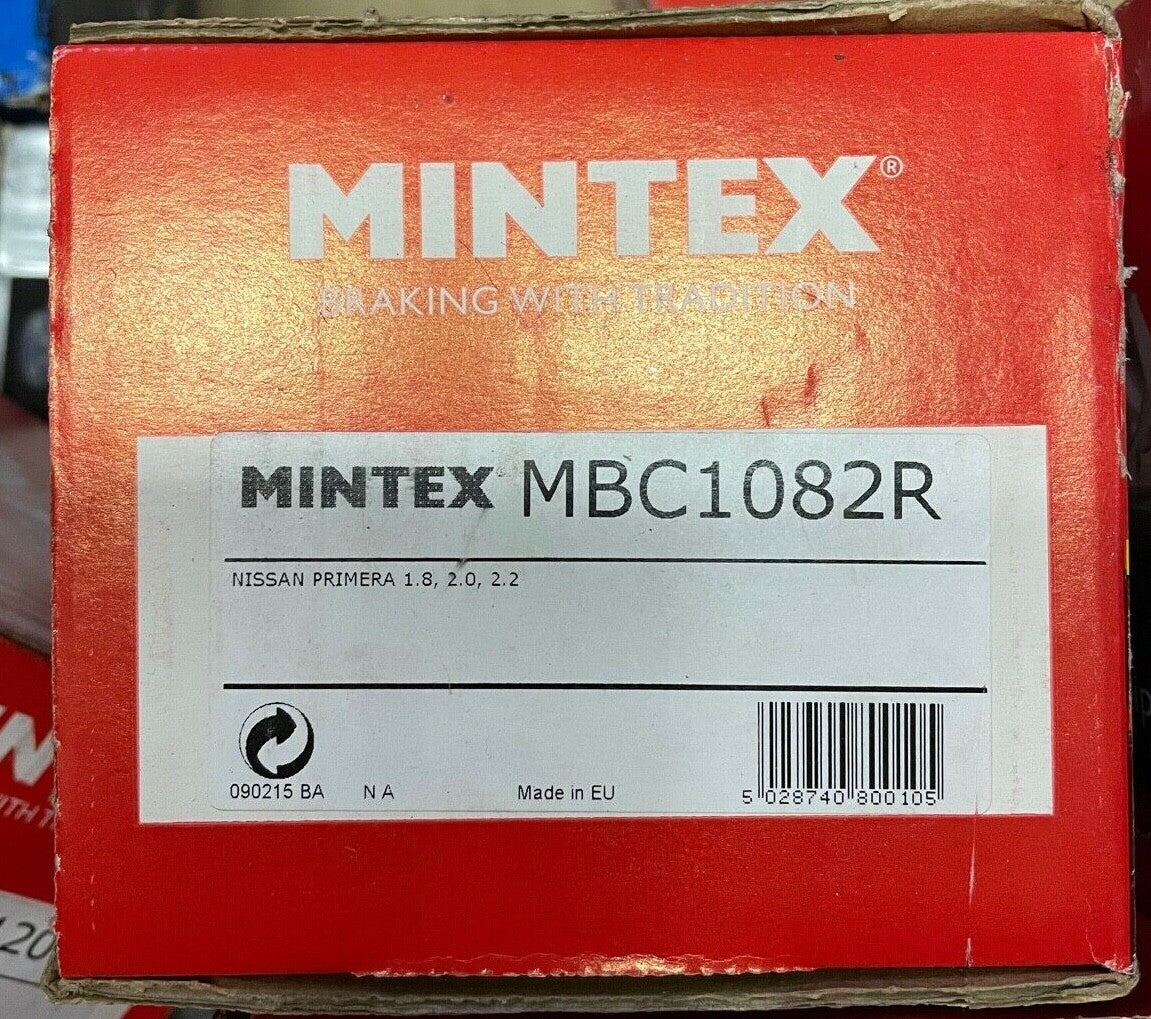 MINTEX®
BRAKING WITH TRADITION
MINTEX MBC1082R
NISSAN PRIMERA 1.8, 2.0, 2.2
090215 BA NA Made in EU 5 028740 800105